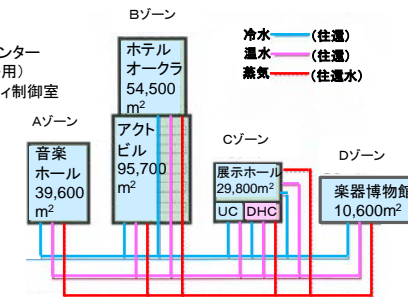 Bゾーン
冷水 (往還)
温水 (往還)
蒸気 (往還水)
ンター
用)
ィ制御室
ホテル
オークラ
54,500
m²
Aゾーン
音楽
ホール
39,600
m²
アクト
ビル
95,700
m²
Cゾーン
展示ホール
29,800m²
UC DHC
Dゾーン
楽器博物館
10,600m²